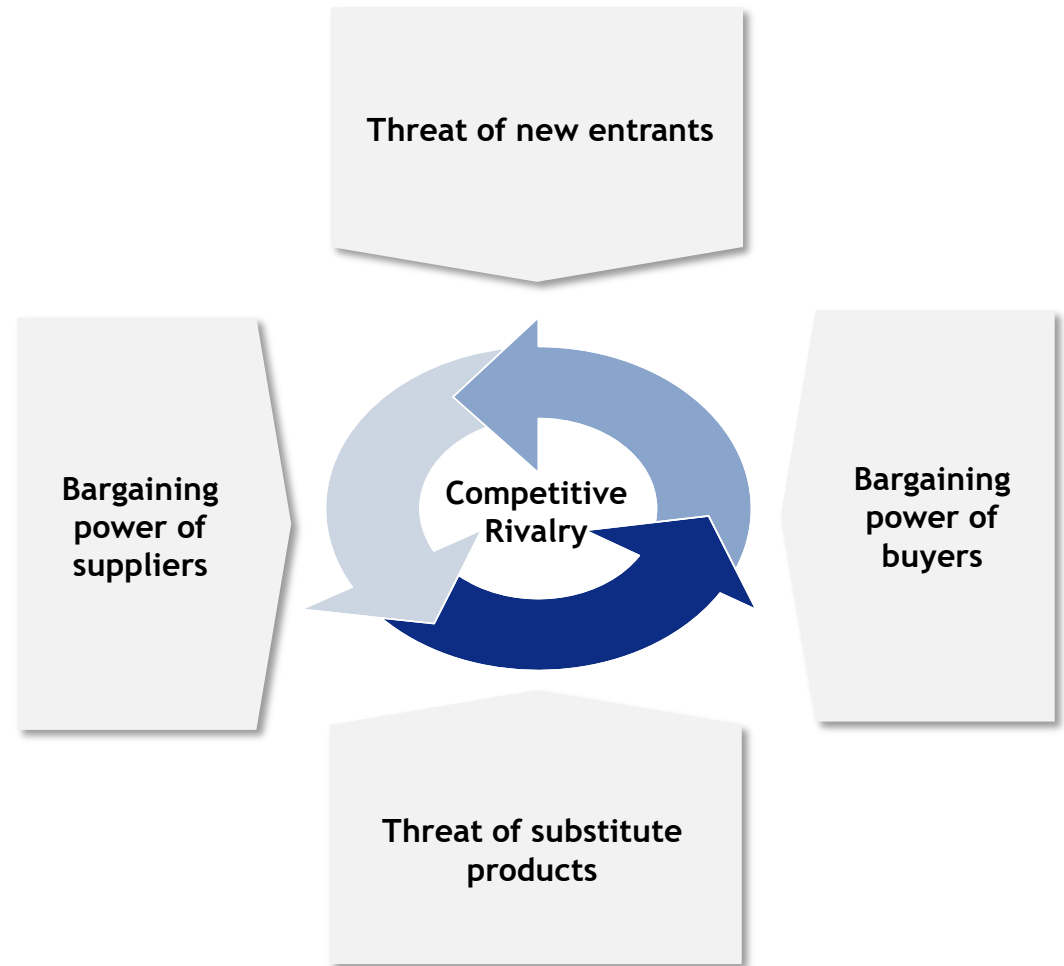 Threat of new entrants
Bargaining
power of
suppliers
Competitive
Rivalry
Bargaining
power of
buyers
Threat of substitute
products